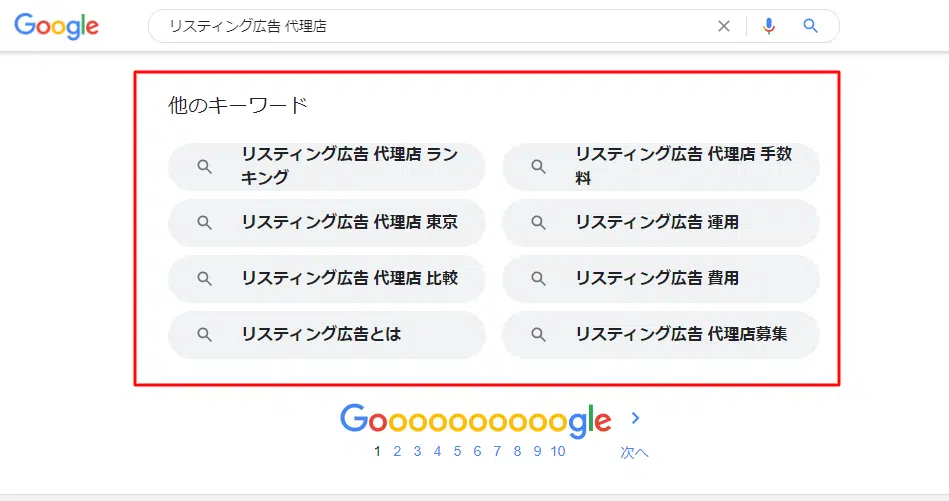 Google
リスティング広告 代理店
他のキーワード
リスティング広告 代理店 ラン
キング
リスティング広告 代理店 手数
料
リスティング広告 代理店 東京
リスティング広告 運用
リスティング広告 代理店 比較
リスティング広告 費用
リスティング広告とは
リスティング広告 代理店募集
Goooooooooogle
1 2 3 4 5 6 7 8 9 10 次へ